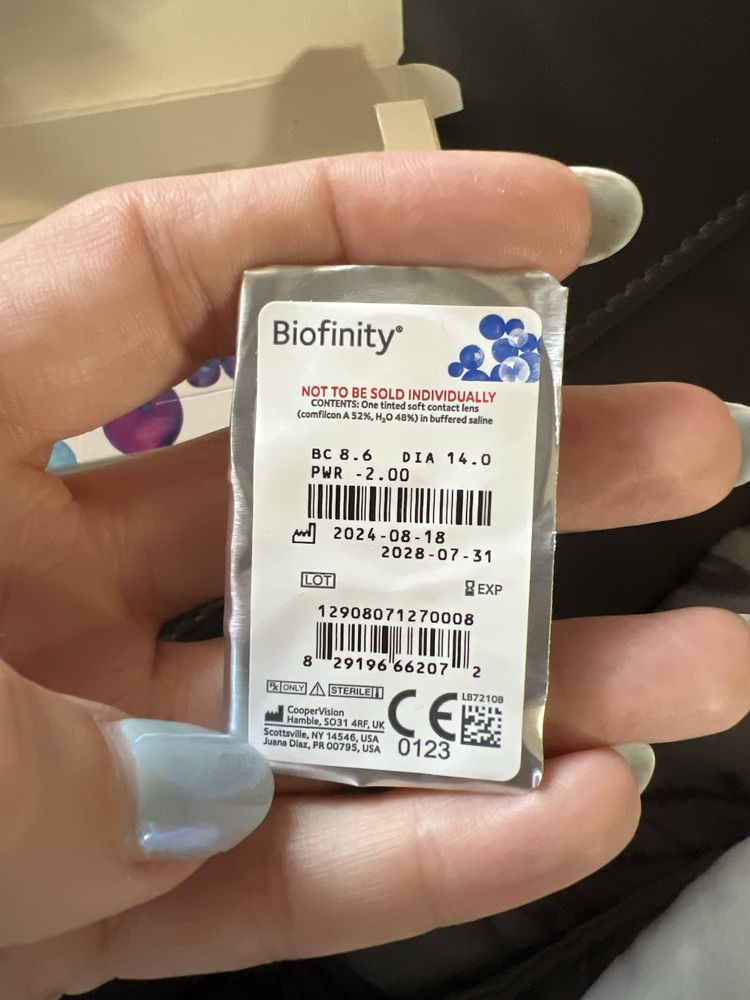 Biofinity®
NOT TO BE SOLD INDIVIDUALLY
CONTENTS: One tinted soft contact lens
(comfilcon A 52%, H₂O 48%) in buffered saline
BC 8.6 DIA 14.0
PWR -2.00
2024-08-18
2028-07-31
LOT
EXP
12908071270008
8 29196 66207 2
Rx ONLY STERILE
LB7210B
CooperVision
Hamble, SO31 4RF, UK
Scottsville, NY 14546, USA
Juana Diaz, PR 00795, USA
CE
0123